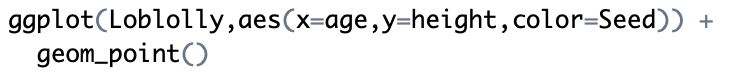 ggplot(Loblolly,aes(x=age,y=height,color=Seed)) +
  geom_point()